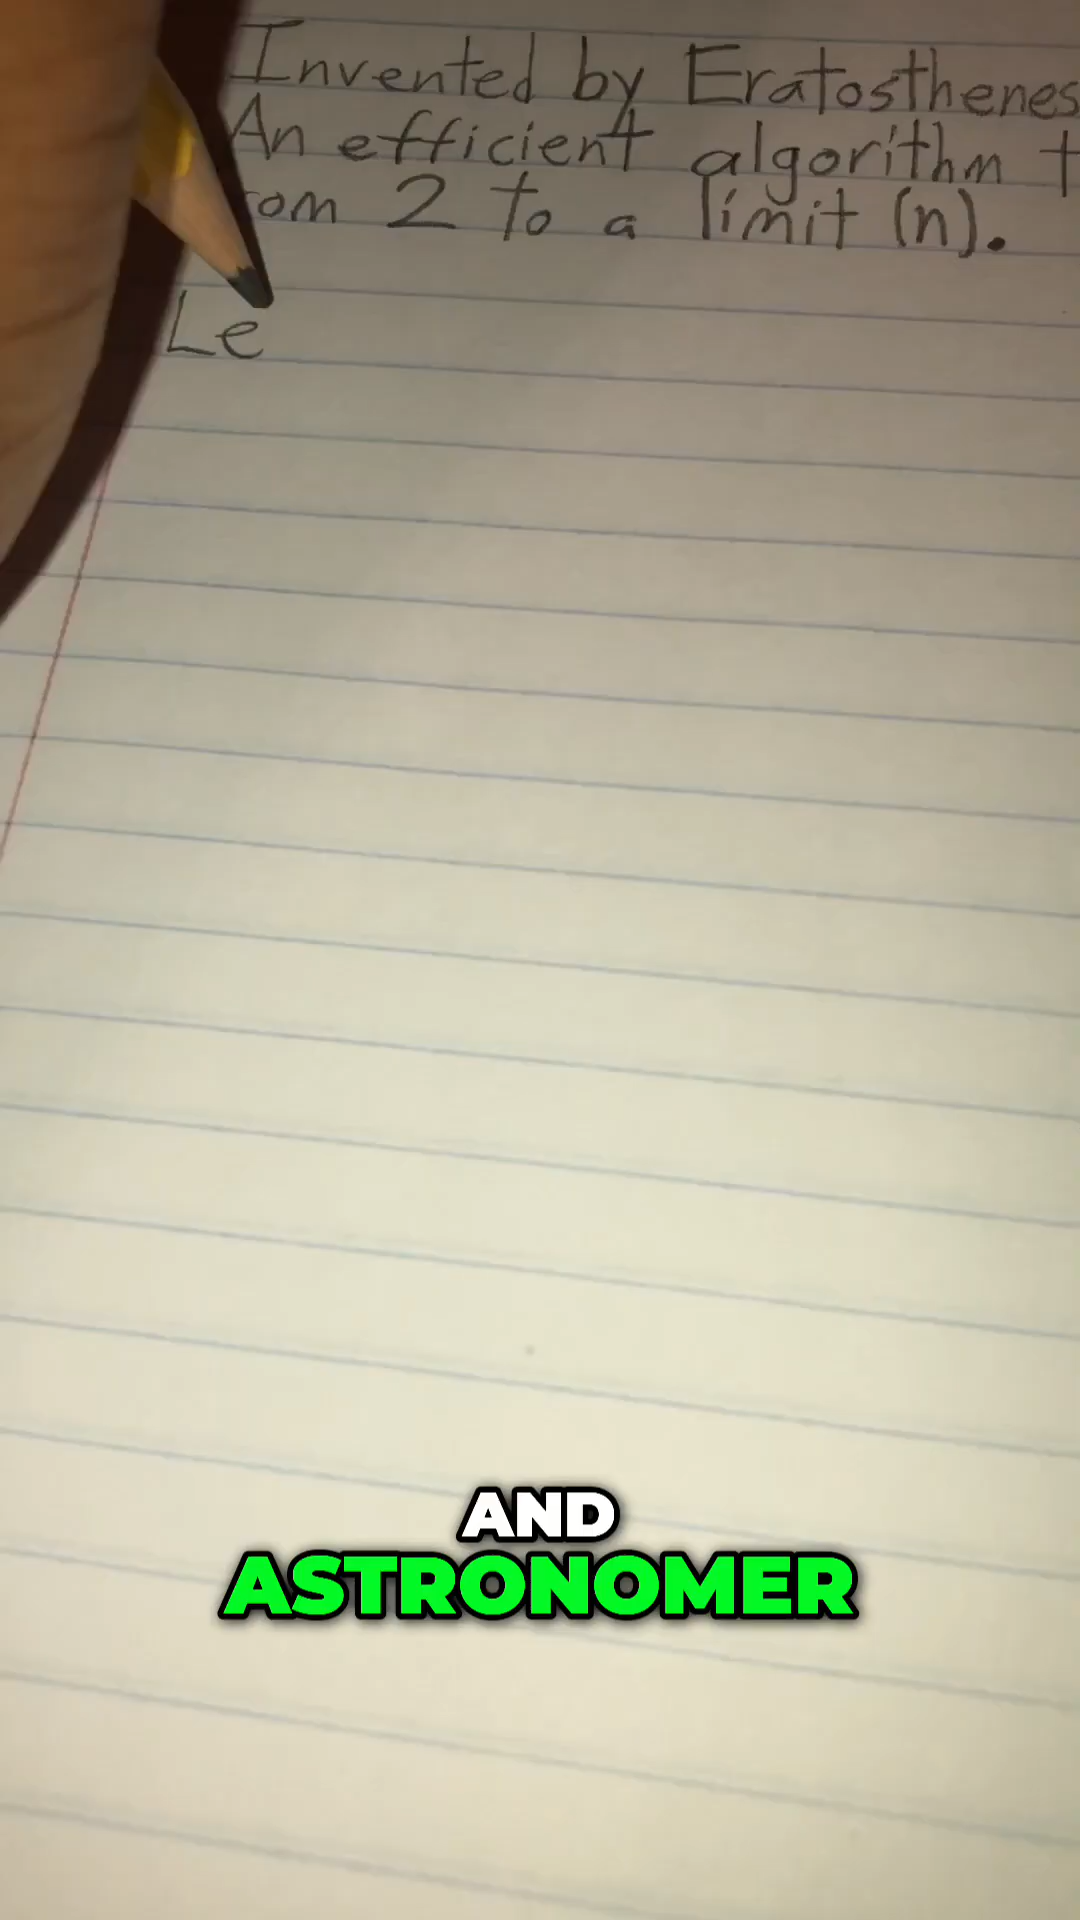 Invented by Eratosthenes
An efficient algorithm t
om 2 to a limit (n).
Le
AND
ASTRONOMER